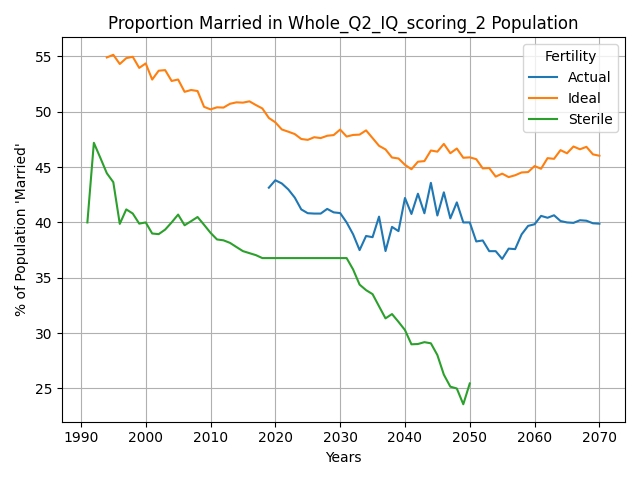 Proportion Married in Whole_Q2_IQ_scoring_2 Population
% of Population 'Married'
55
50
45
40
35
30
25
Fertility
Actual
Ideal
Sterile
1990 2000 2010 2020 2030 2040 2050 2060 2070
Years